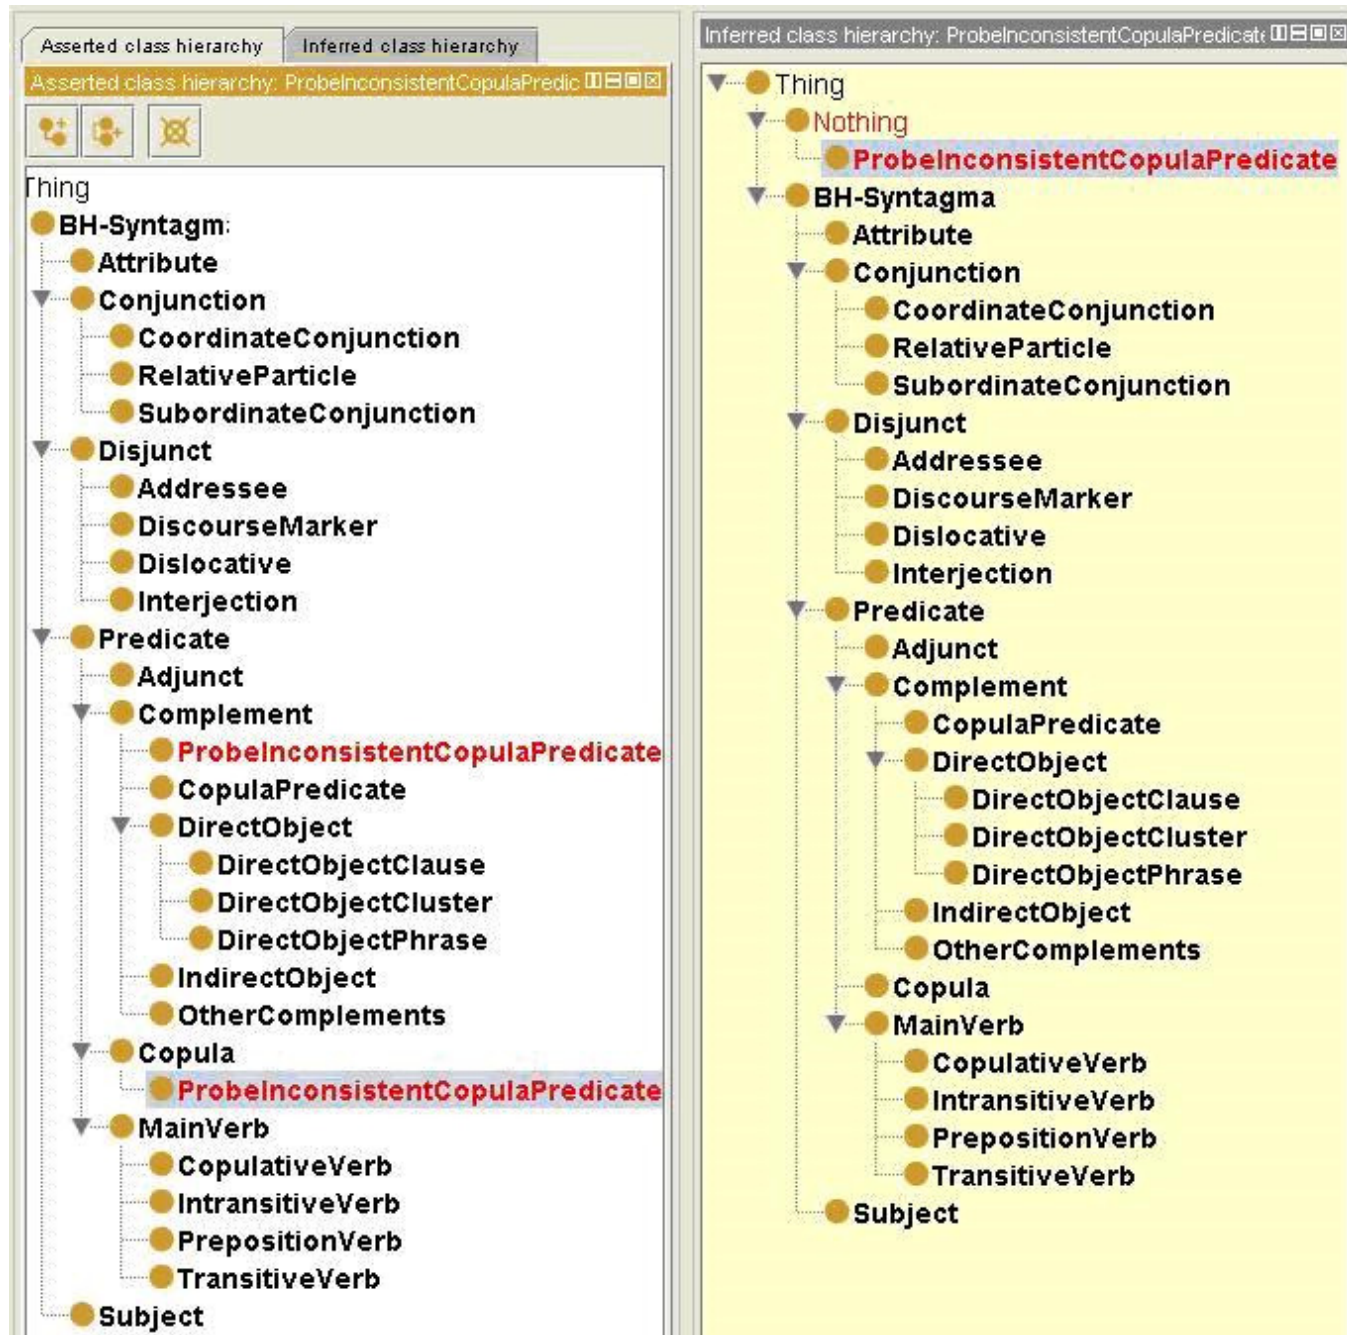 Asserted class hierarchy
Inferred class hierarchy
Asserted class hierarchy: ProbeInconsistentCopulaPredic
Thing
BH-Syntagm
Attribute
Conjunction
CoordinateConjunction
RelativeParticle
SubordinateConjunction
Disjunct
Addressee
DiscourseMarker
Dislocative
Interjection
Predicate
Adjunct
Complement
ProbeInconsistentCopulaPredicate
CopulaPredicate
DirectObject
DirectObjectClause
DirectObjectCluster
DirectObjectPhrase
IndirectObject
OtherComplements
Copula
ProbeInconsistentCopulaPredicate
MainVerb
CopulativeVerb
IntransitiveVerb
PrepositionVerb
TransitiveVerb
Subject
Inferred class hierarchy: ProbeInconsistentCopulaPredicate
Thing
Nothing
ProbeInconsistentCopulaPredicate
BH-Syntagma
Attribute
Conjunction
CoordinateConjunction
RelativeParticle
SubordinateConjunction
Disjunct
Addressee
DiscourseMarker
Dislocative
Interjection
Predicate
Adjunct
Complement
CopulaPredicate
DirectObject
DirectObjectClause
DirectObjectCluster
DirectObjectPhrase
IndirectObject
OtherComplements
Copula
MainVerb
CopulativeVerb
IntransitiveVerb
PrepositionVerb
TransitiveVerb
Subject